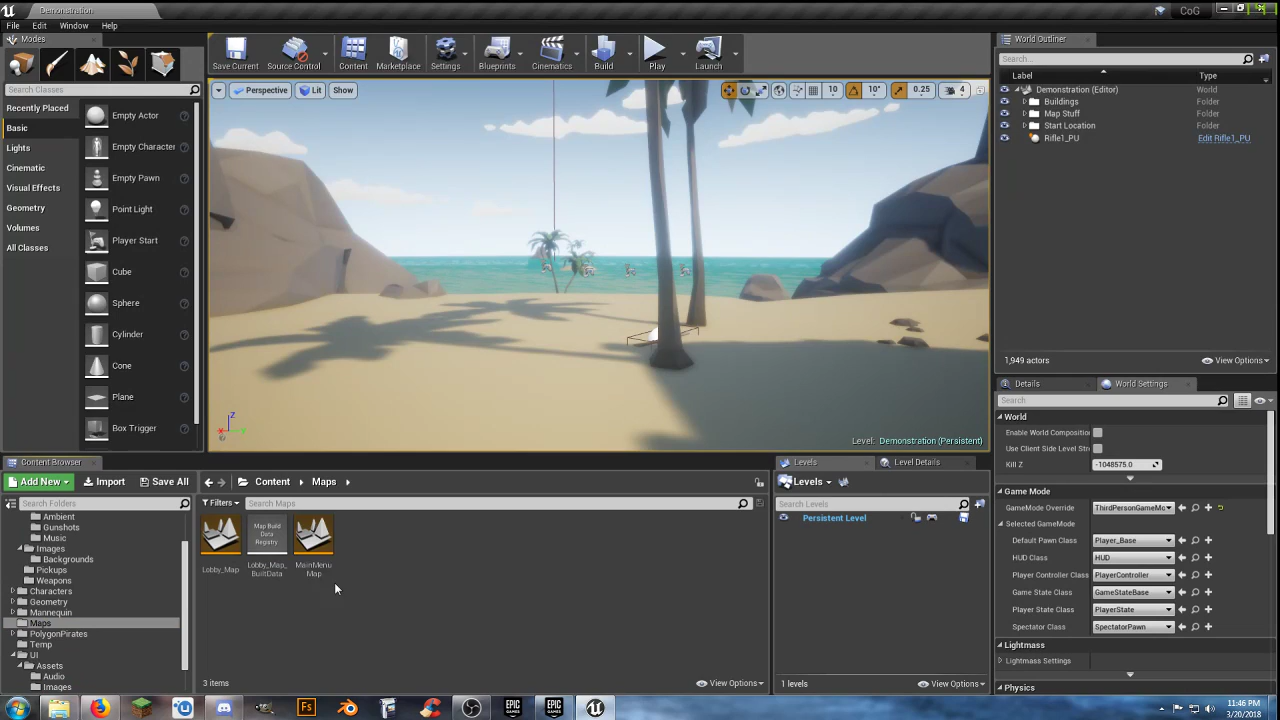 Demonstration
CoG
File Edit Window Help
Modes
Search Classes
Recently Placed
Basic
Lights
Cinematic
Visual Effects
Geometry
Volumes
All Classes
Empty Actor
Empty Character
Empty Pawn
Point Light
Player Start
Cube
Sphere
Cylinder
Cone
Plane
Box Trigger
Save Current
Source Control
Content
Marketplace
Settings
Blueprints
Cinematics
Build
Play
Launch
Perspective Lit Show
10 10° 0.25 4
Z
Level: Demonstration (Persistent)
World Outliner
Search...
Label Type
Demonstration (Editor) World
Buildings Folder
Map Stuff Folder
Start Location Folder
Rifle1_PU Edit Rifle1_PU
1,949 actors View Options
Details World Settings
Search
World
Enable World Compositio
Use Client Side Level Stre
Kill Z -1048575.0
Game Mode
GameMode Override ThirdPersonGameMo
Selected GameMode
Default Pawn Class Player_Base
HUD Class HUD
Player Controller Class PlayerController
Game State Class GameStateBase
Player State Class PlayerState
Spectator Class SpectatorPawn
Lightmass
Lightmass Settings
Physics
Content Browser
Add New Import Save All
Content Maps
Search Folders
Filters Search Maps
Ambient
Gunshots
Music
Images
Backgrounds
Pickups
Weapons
Characters
Geometry
Mannequin
Maps
PolygonPirates
Temp
UI
Assets
Audio
Images
Lobby_Map
Map Build
Data
Registry
Lobby_Map_
BuiltData
MainMenu
Map
3 items View Options
Levels Level Details
Levels
Search Levels
Persistent Level
1 levels View Options
Fs
EPIC
GAMES
EPIC
GAMES
11:46 PM
3/20/2018